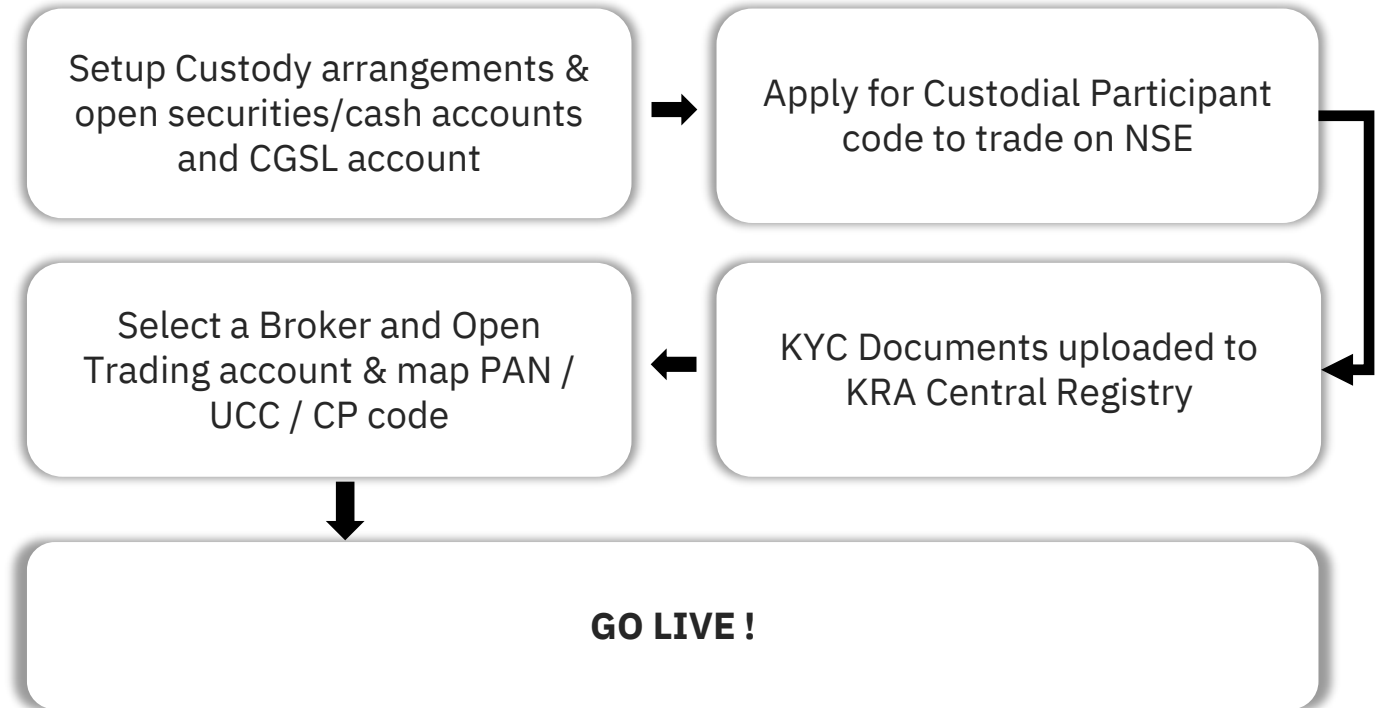 Setup Custody arrangements &
open securities/cash accounts
and CGSL account
Apply for Custodial Participant
code to trade on NSE
KYC Documents uploaded to
KRA Central Registry
Select a Broker and Open
Trading account & map PAN /
UCC / CP code
GO LIVE !